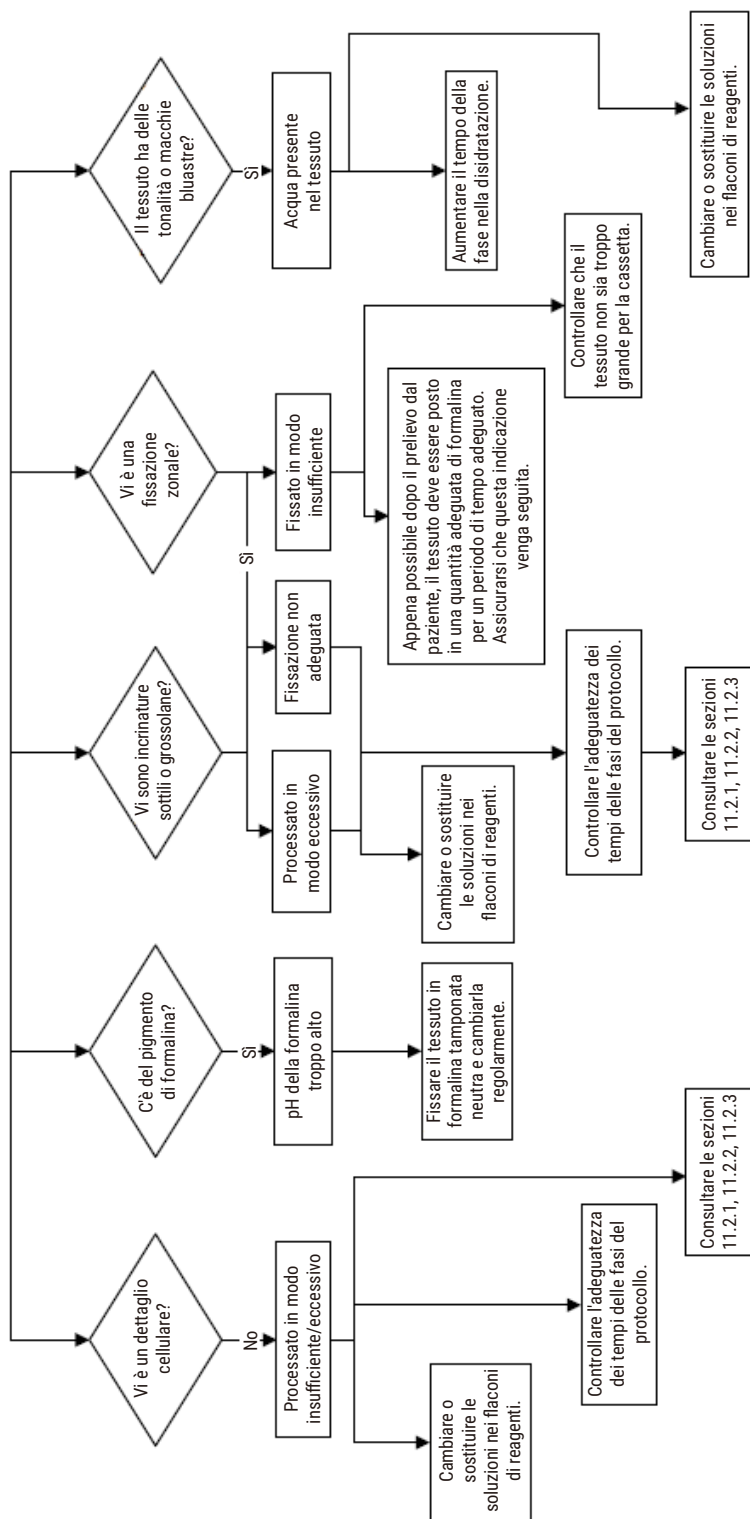 Vi è un dettaglio
cellulare?
No
Processato in modo
insufficiente/eccessivo
Cambiare o
sostituire le
soluzioni nei flaconi
di reagenti.
Controllare l'adeguatezza
dei tempi delle fasi del
protocollo.
Consultare le sezioni
11.2.1, 11.2.2, 11.2.3
C'è del pigmento
di formalina?
Sì
pH della formalina
troppo alto
Fissare il tessuto in
formalina tamponata
neutra e cambiarla
regolarmente.
Vi sono incrinature
sottili o grossolane?
Vi è una
fissazione
zonale?
Sì
Processato in
modo eccessivo
Fissazione non
adeguata
Fissato in modo
insufficiente
Cambiare o sostituire
le soluzioni nei
flaconi di reagenti.
Controllare l'adeguatezza dei
tempi delle fasi del protocollo.
Consultare le sezioni
11.2.1, 11.2.2, 11.2.3
Appena possibile dopo il prelievo dal
paziente, il tessuto deve essere posto
in una quantità adeguata di formalina
per un periodo di tempo adeguato.
Assicurarsi che questa indicazione
venga seguita.
Controllare che il
tessuto non sia troppo
grande per la cassetta.
Il tessuto ha delle
tonalità o macchie
bluastre?
Sì
Acqua presente
nel tessuto
Aumentare il tempo della
fase nella disidratazione.
Cambiare o sostituire le soluzioni
nei flaconi di reagenti.